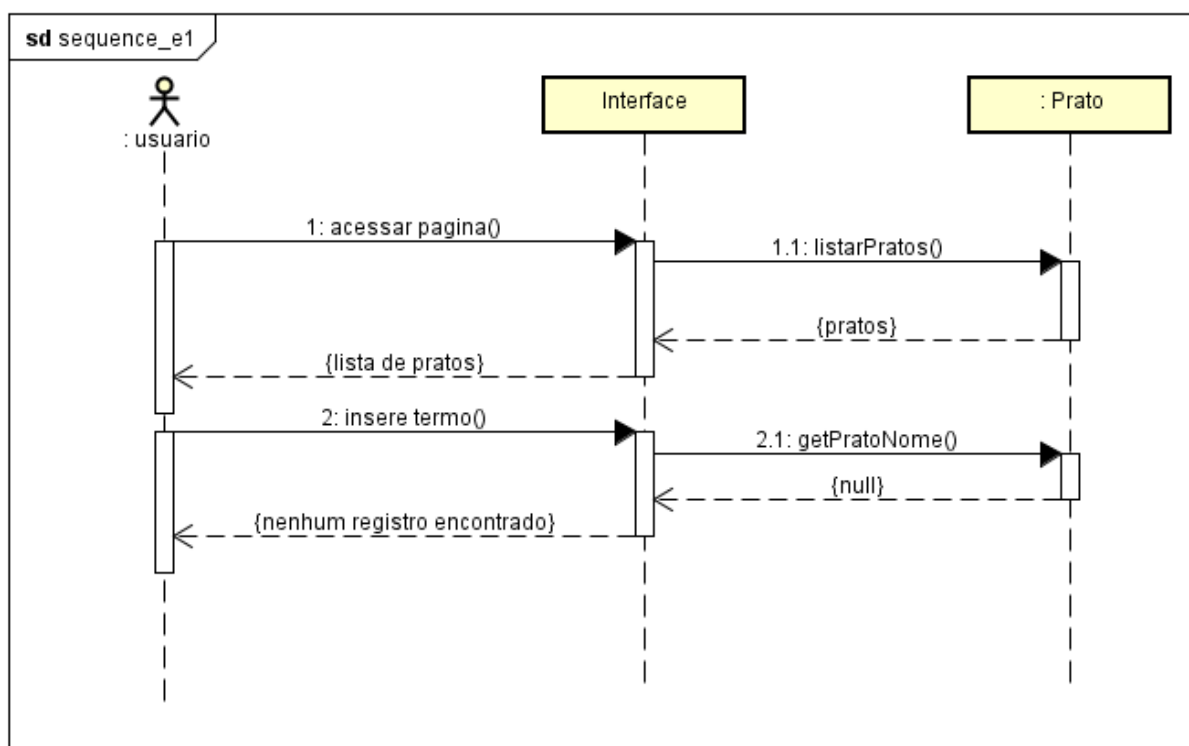 sd sequence_e1
: usuario
Interface
: Prato
1: acessar pagina()
1.1: listarPratos()
{pratos}
{lista de pratos}
2: insere termo()
2.1: getPratoNome()
{null}
{nenhum registro encontrado}